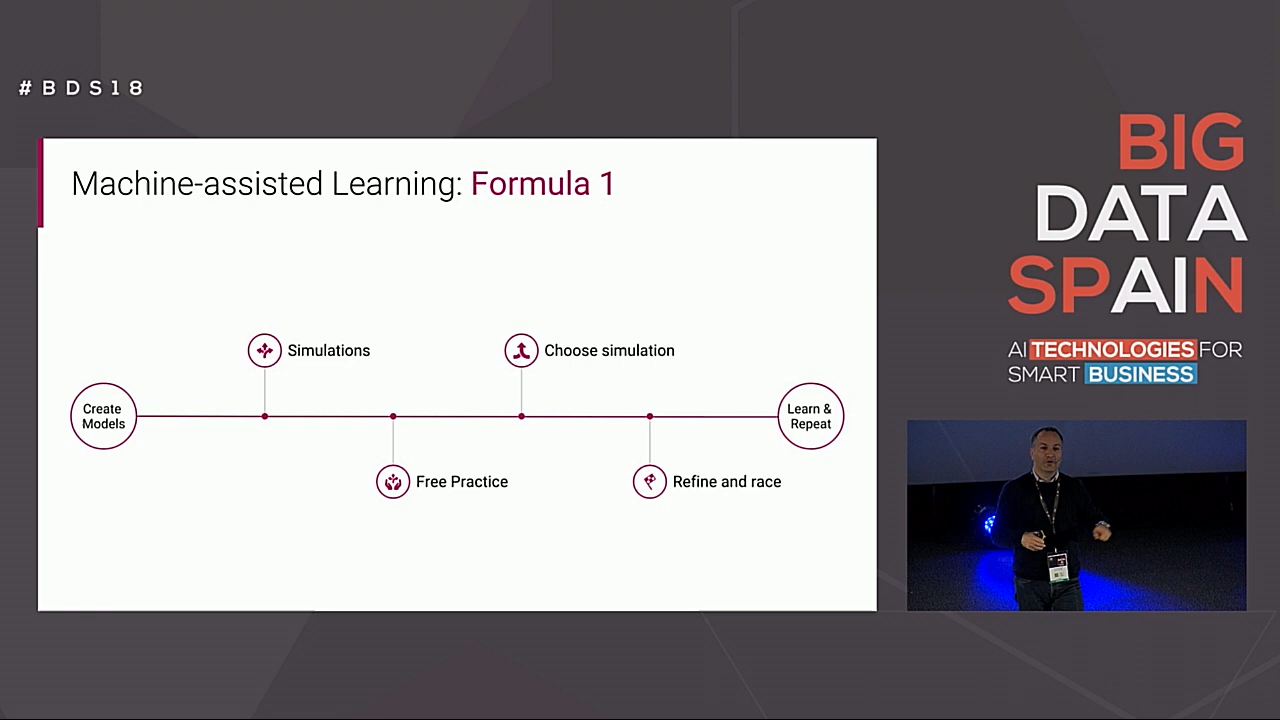 #BDS18
Machine-assisted Learning: Formula 1
Simulations
Choose simulation
Create
Models
Learn &
Repeat
Free Practice
Refine and race
BIG
DATA
SPAIN
AI TECHNOLOGIES FOR
SMART BUSINESS